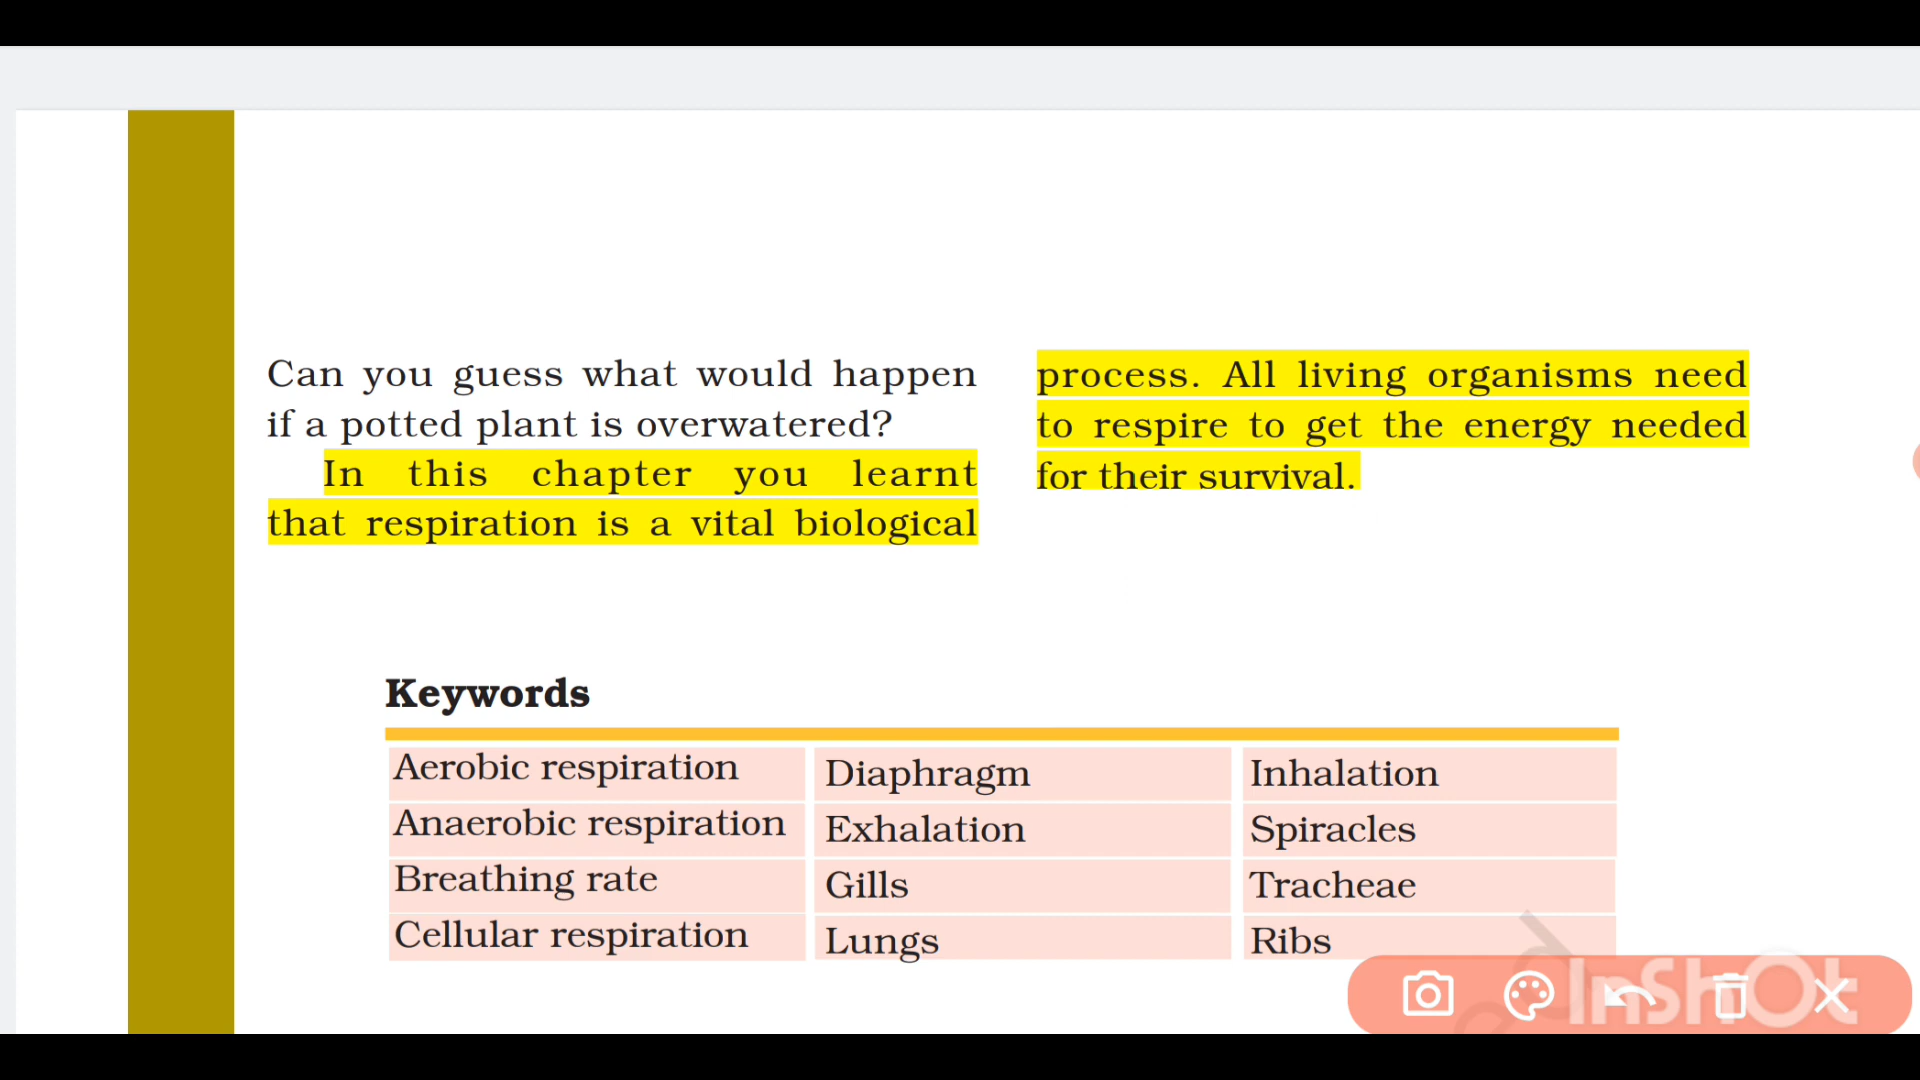 Can you guess what would happen
if a potted plant is overwatered?
In this chapter you learnt
that respiration is a vital biological
process. All living organisms need
to respire to get the energy needed
for their survival.
Keywords
Aerobic respiration
Anaerobic respiration
Breathing rate
Cellular respiration
Diaphragm
Exhalation
Gills
Lungs
Inhalation
Spiracles
Tracheae
Ribs
InShOt